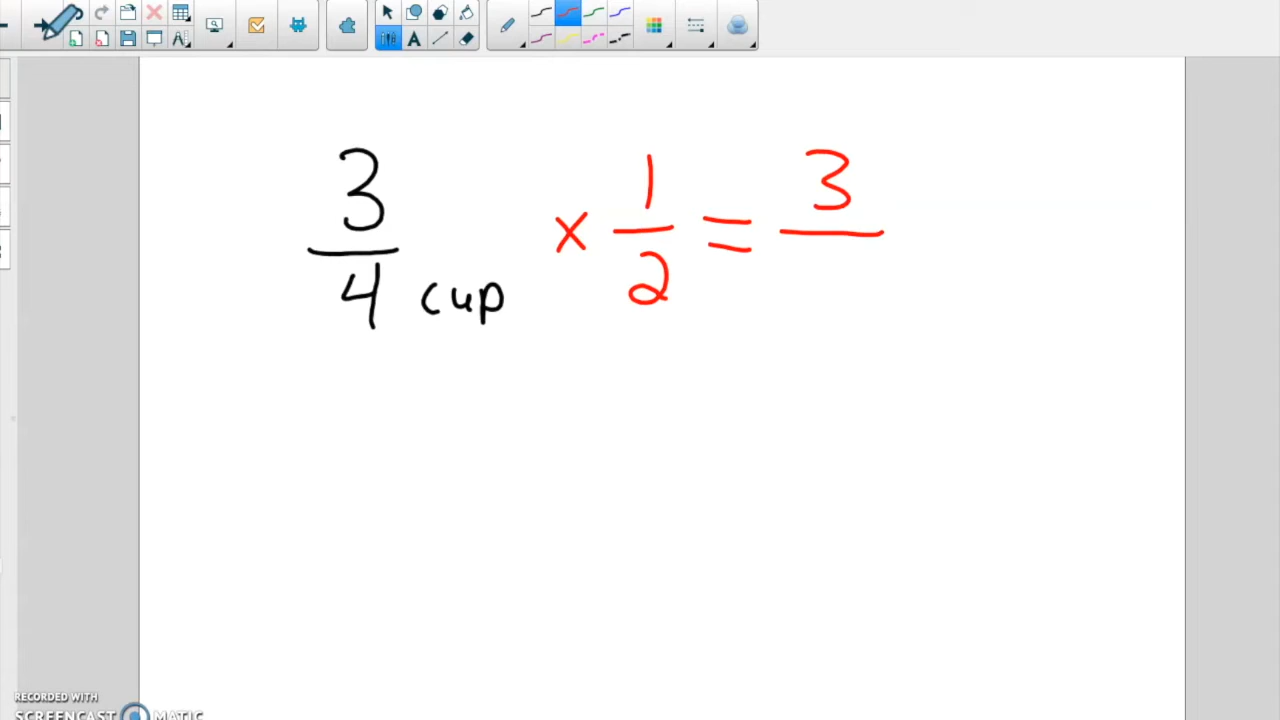 3/4 cup × 1/2 = 3/
RECORDED WITH
SCREENCAST MATIC